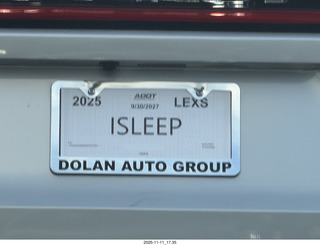 2025 ADOT LEXS
9/30/2027
ISLEEP
DOLAN AUTO GROUP
2025-11-11_17.35